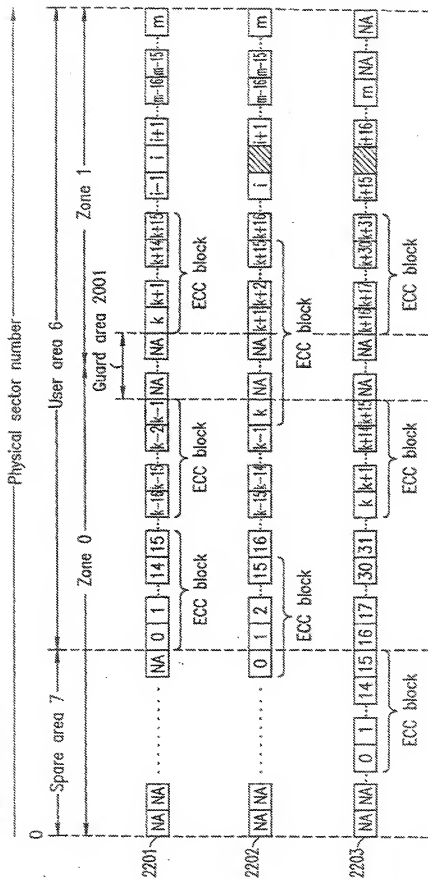 Physical sector number
0
Spare area 7
User area 6
Zone 0
Zone 1
Guard area 2001
2201
NA NA ········ NA 0 1 ··· 14 15 ··· k-16 k-15 ··· k-2 k-1 NA ··· NA k k+1 ··· k+14 k+15 ··· i-1 i i+1 ··· m-16 m-15 ··· m
ECC block
ECC block
ECC block
2202
NA NA ········ 0 1 2 ··· 15 16 ··· k-15 k-14 ··· k-1 k NA ··· NA k+1 k+2 ··· k+15 k+16 ··· i i+1 ··· m-16 m-15 ··· m
ECC block
ECC block
2203
NA NA ··· 0 1 ··· 14 15 16 17 ··· 30 31 ··· k k+1 ··· k+14 k+15 NA ··· NA k+16 k+17 ··· k+30 k+31 ··· i+15 i+16 ··· m NA ··· NA
ECC block
ECC block
ECC block